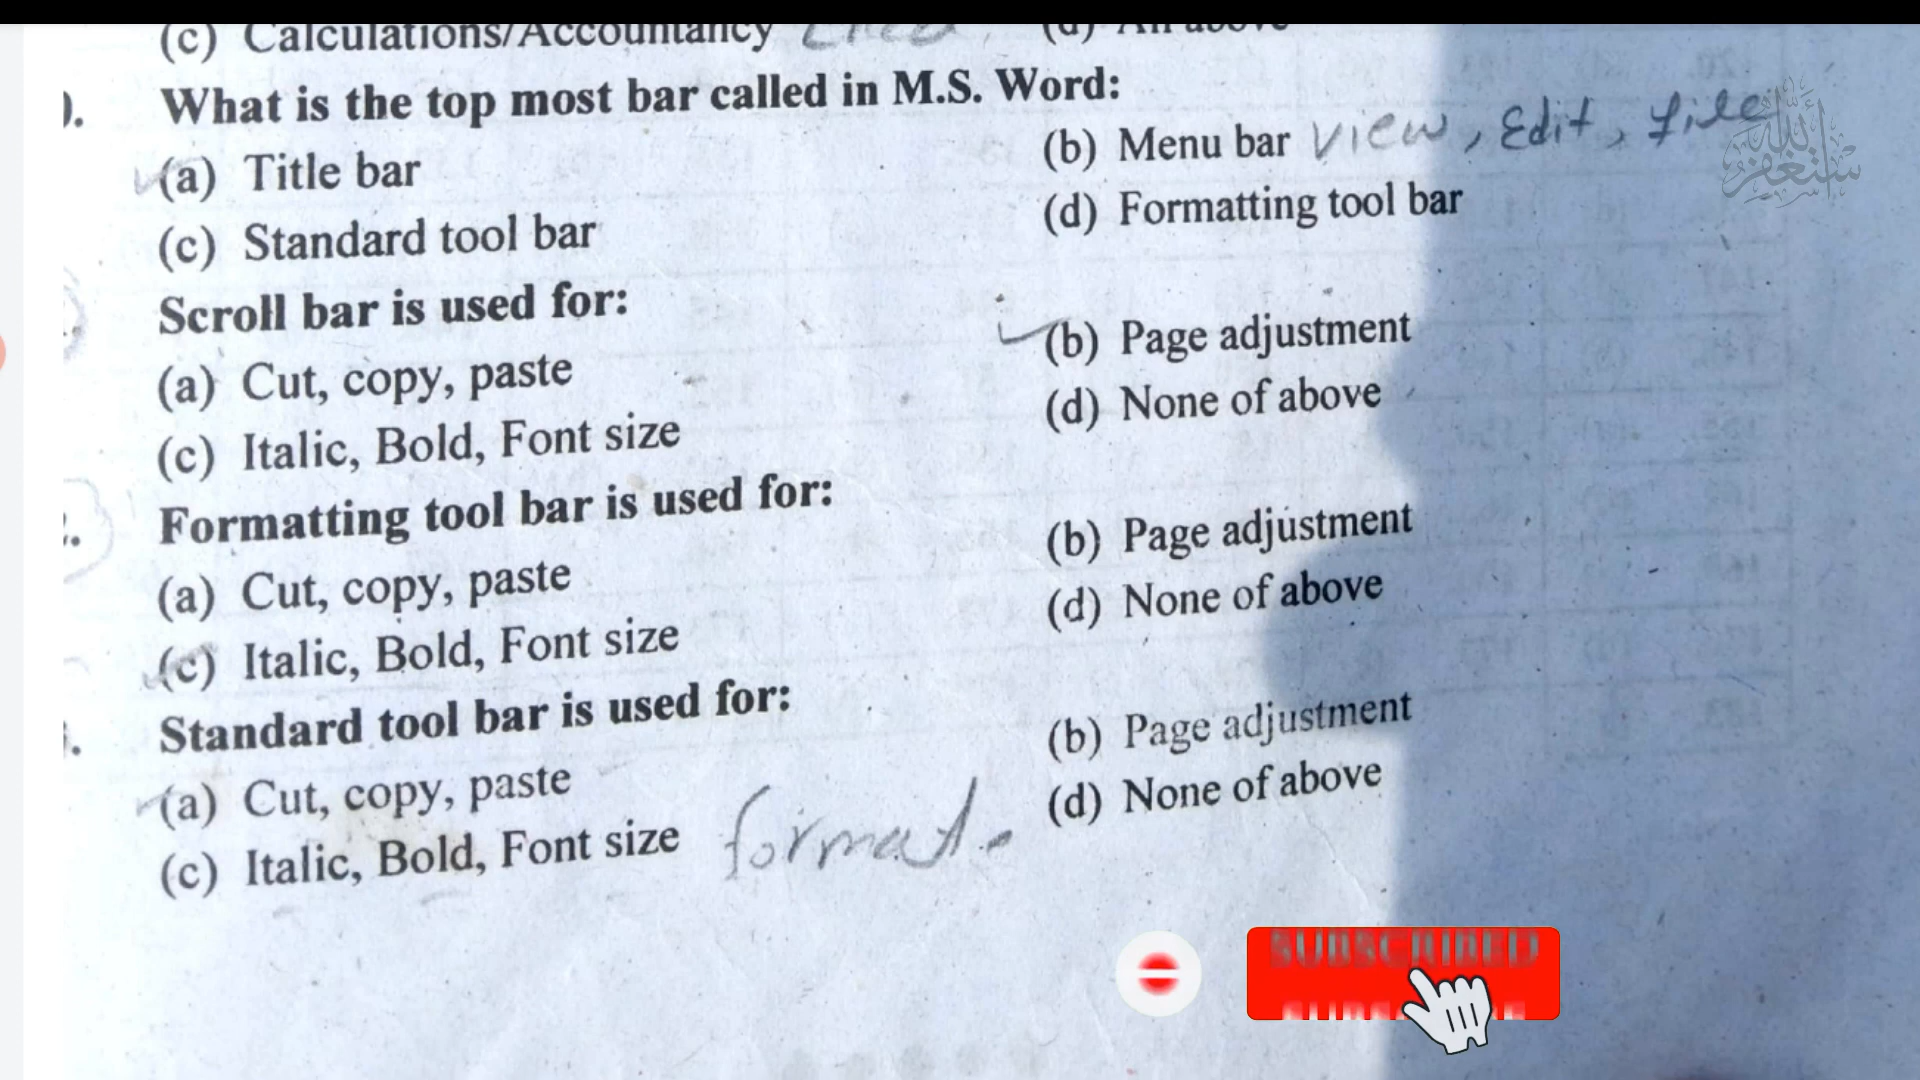 (c) Calculations/Accountancy
(d) All above
). What is the top most bar called in M.S. Word:
(a) Title bar
(b) Menu bar View, Edit, file
(c) Standard tool bar
(d) Formatting tool bar
Scroll bar is used for:
(a) Cut, copy, paste
(b) Page adjustment
(c) Italic, Bold, Font size
(d) None of above
. Formatting tool bar is used for:
(a) Cut, copy, paste
(b) Page adjustment
(c) Italic, Bold, Font size
(d) None of above
. Standard tool bar is used for:
(a) Cut, copy, paste
(b) Page adjustment
(c) Italic, Bold, Font size format.
(d) None of above
SUBSCRIBED